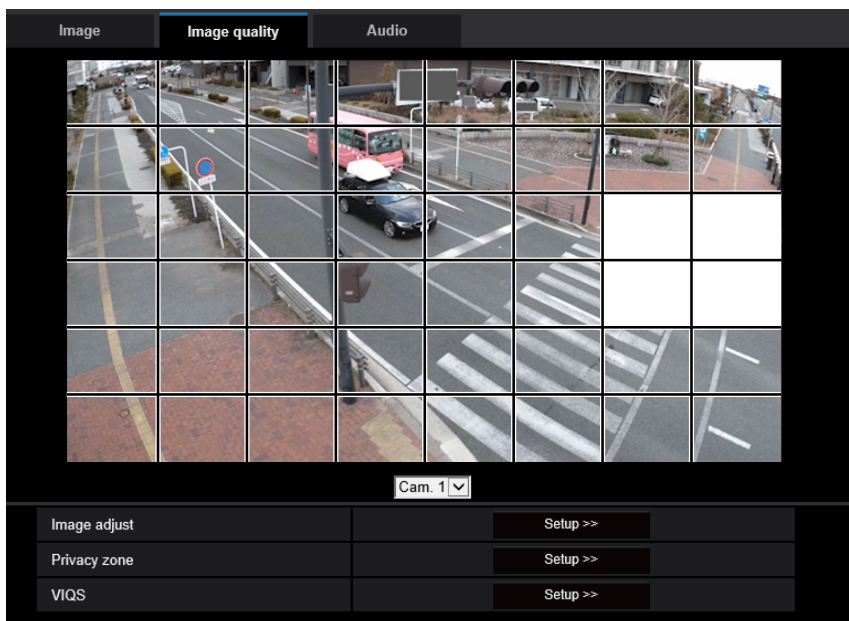 Image Image quality Audio
Cam. 1
Image adjust Setup >>
Privacy zone Setup >>
VIQS Setup >>